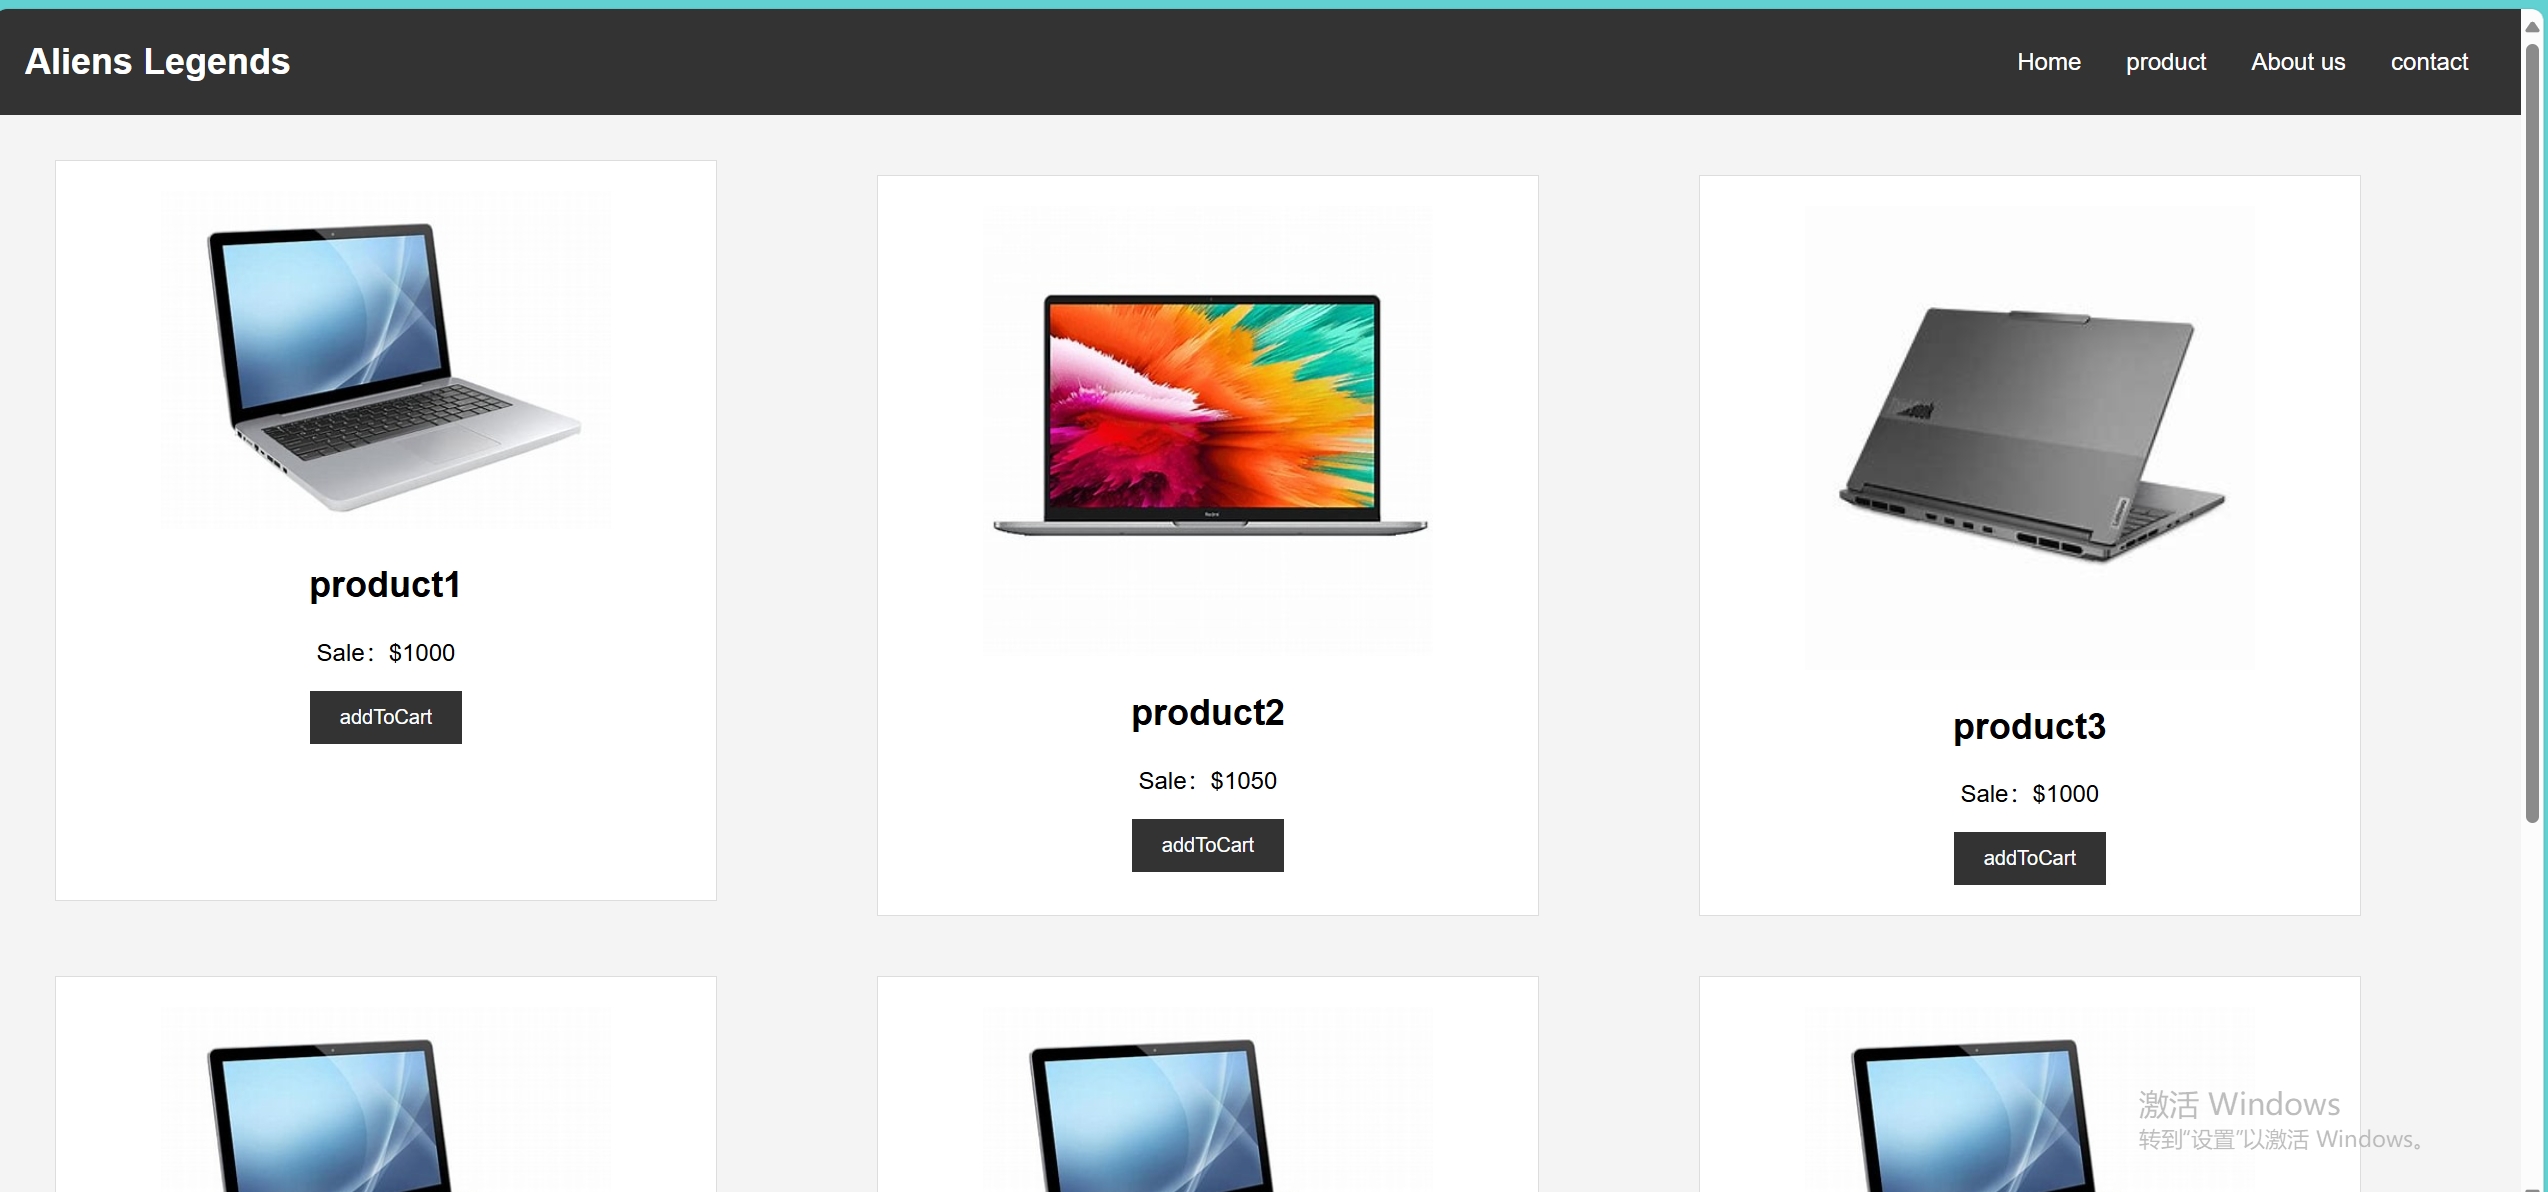 Aliens Legends
Home
product
About us
contact
product1
Sale：$1000
addToCart
product2
Sale：$1050
addToCart
product3
Sale：$1000
addToCart
激活 Windows
转到“设置”以激活 Windows。